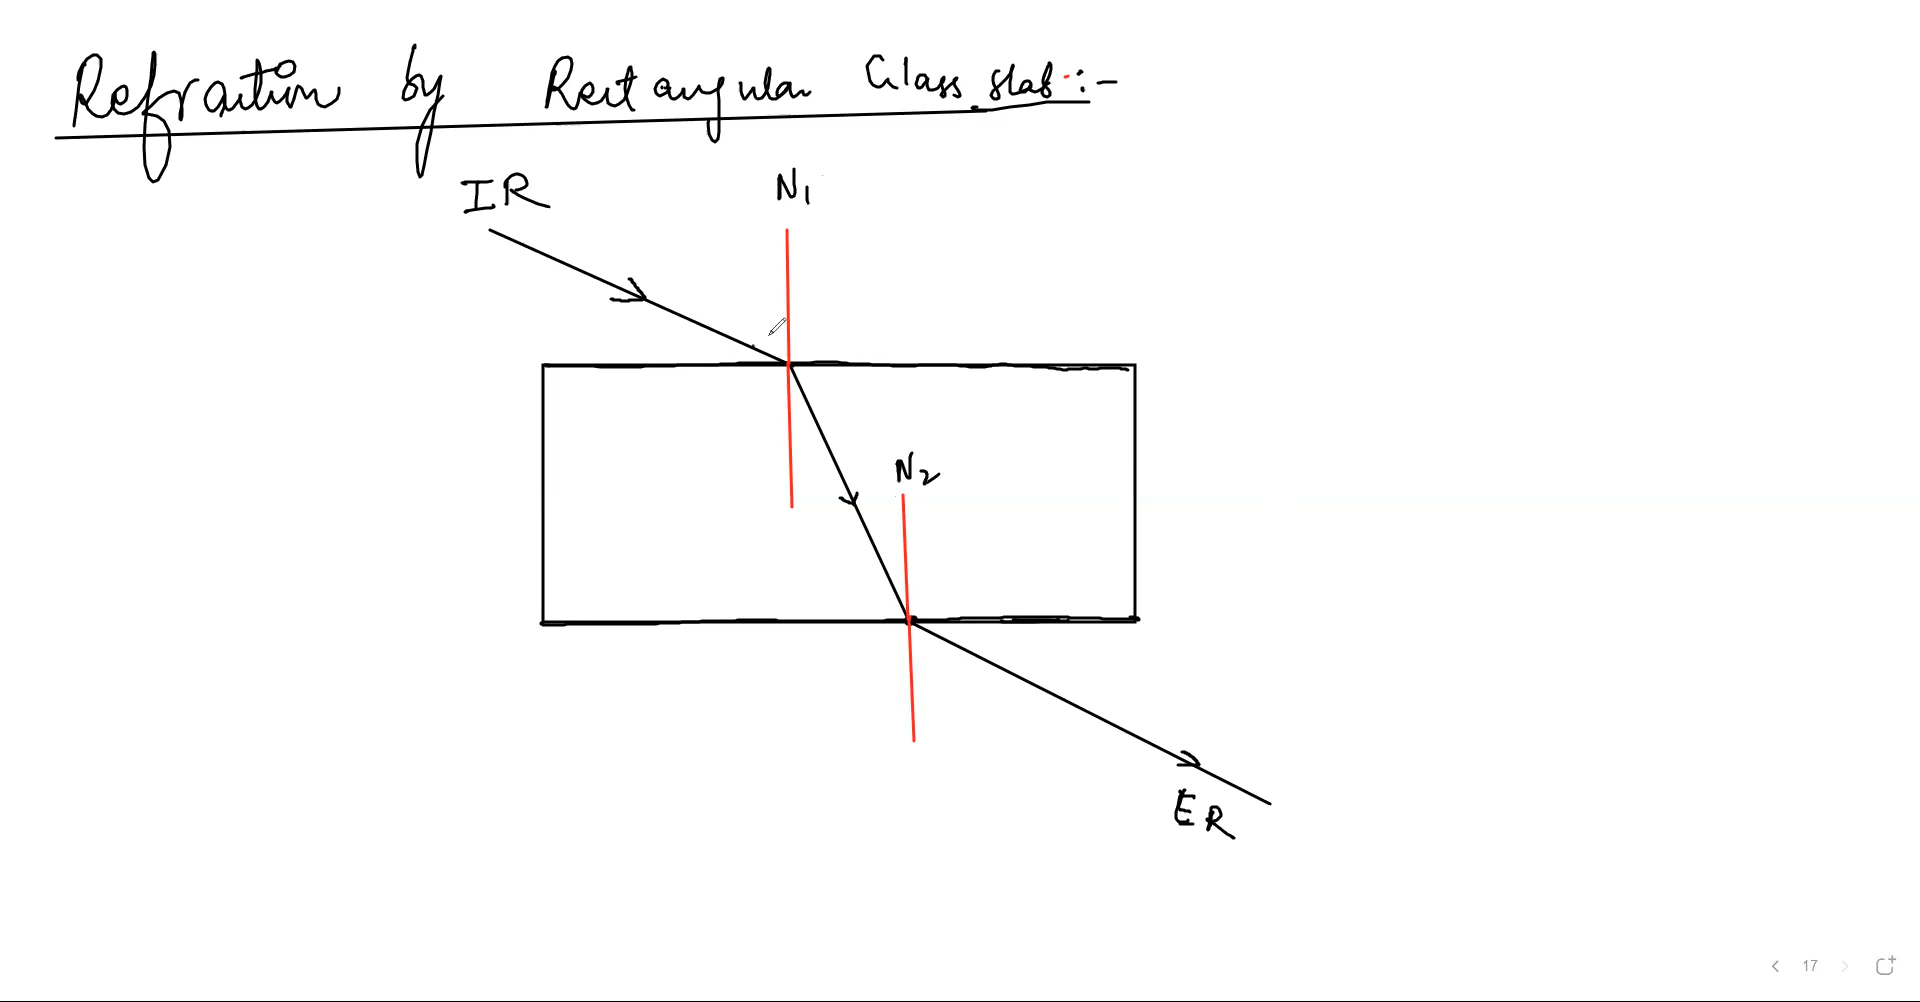 Refraction by Rectangular Glass slab :-
IR
N1
N2
ER
17